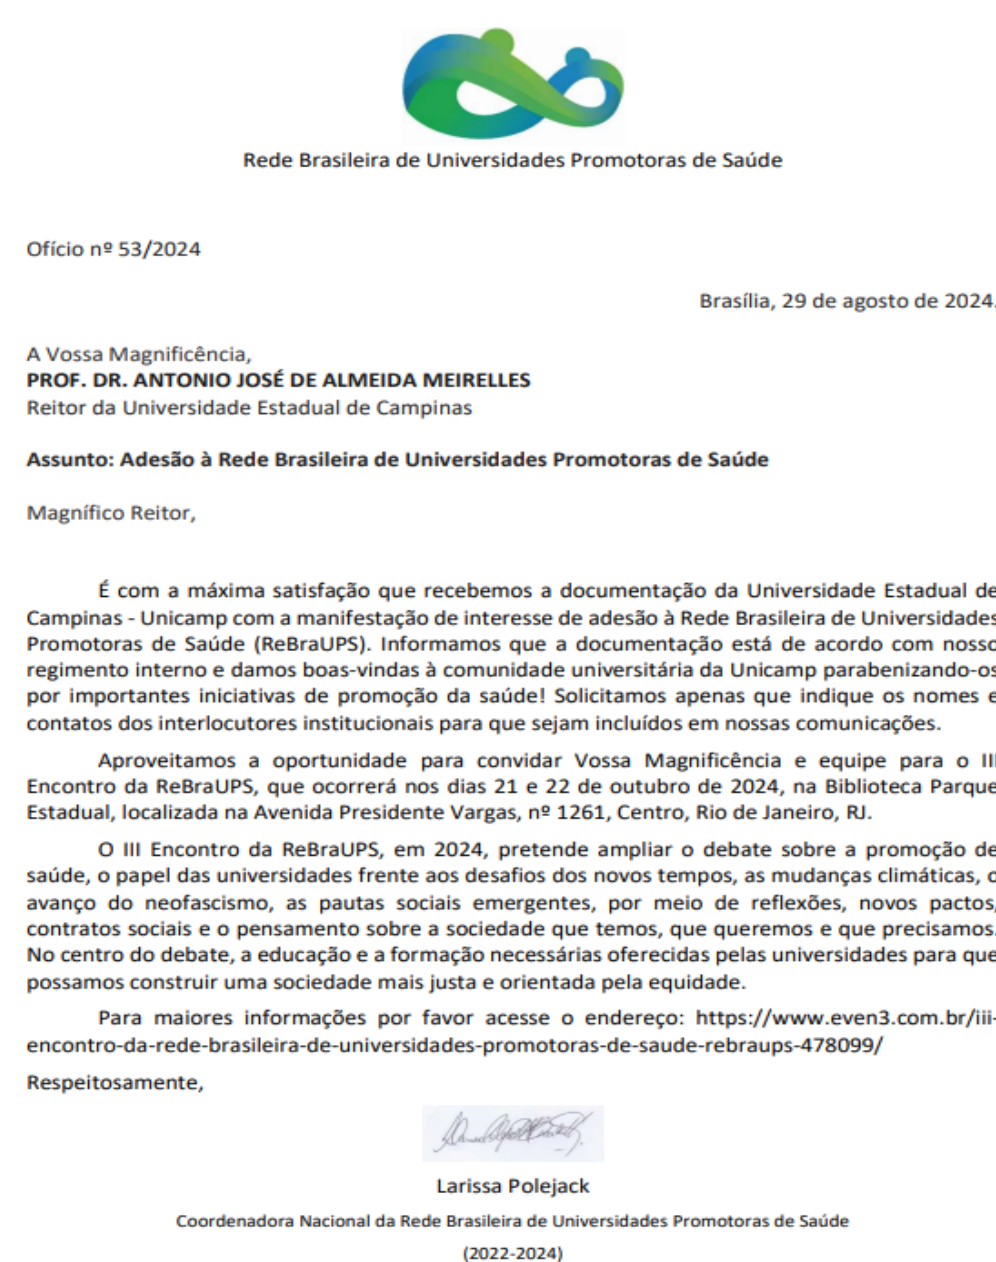 Rede Brasileira de Universidades Promotoras de Saúde
Ofício nº 53/2024
Brasília, 29 de agosto de 2024.
A Vossa Magnificência,
PROF. DR. ANTONIO JOSÉ DE ALMEIDA MEIRELLES
Reitor da Universidade Estadual de Campinas
Assunto: Adesão à Rede Brasileira de Universidades Promotoras de Saúde
Magnífico Reitor,
É com a máxima satisfação que recebemos a documentação da Universidade Estadual de
Campinas - Unicamp com a manifestação de interesse de adesão à Rede Brasileira de Universidades
Promotoras de Saúde (ReBraUPS). Informamos que a documentação está de acordo com nosso
regimento interno e damos boas-vindas à comunidade universitária da Unicamp parabenizando-os
por importantes iniciativas de promoção da saúde! Solicitamos apenas que indique os nomes e
contatos dos interlocutores institucionais para que sejam incluídos em nossas comunicações.
Aproveitamos a oportunidade para convidar Vossa Magnificência e equipe para o III
Encontro da ReBraUPS, que ocorrerá nos dias 21 e 22 de outubro de 2024, na Biblioteca Parque
Estadual, localizada na Avenida Presidente Vargas, nº 1261, Centro, Rio de Janeiro, RJ.
O III Encontro da ReBraUPS, em 2024, pretende ampliar o debate sobre a promoção de
saúde, o papel das universidades frente aos desafios dos novos tempos, as mudanças climáticas, o
avanço do neofascismo, as pautas sociais emergentes, por meio de reflexões, novos pactos,
contratos sociais e o pensamento sobre a sociedade que temos, que queremos e que precisamos.
No centro do debate, a educação e a formação necessárias oferecidas pelas universidades para que
possamos construir uma sociedade mais justa e orientada pela equidade.
Para maiores informações por favor acesse o endereço: https://www.even3.com.br/iii-
encontro-da-rede-brasileira-de-universidades-promotoras-de-saude-rebraups-478099/
Respeitosamente,
Larissa Polejack
Coordenadora Nacional da Rede Brasileira de Universidades Promotoras de Saúde
(2022-2024)